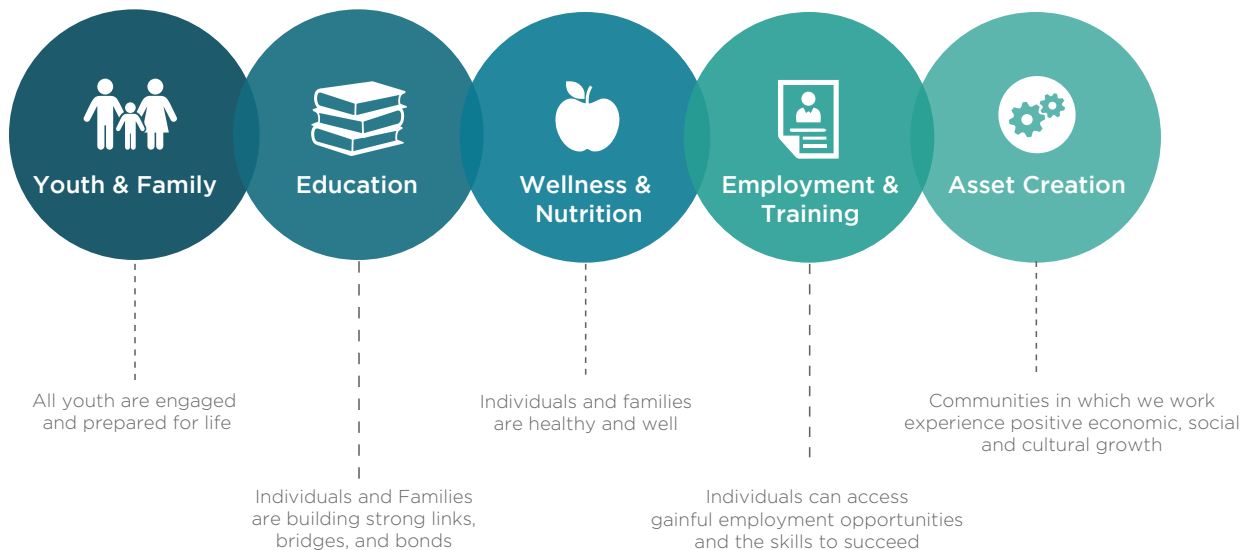 Youth & Family
Education
Wellness &
Nutrition
Employment &
Training
Asset Creation
All youth are engaged
and prepared for life
Individuals and Families
are building strong links,
bridges, and bonds
Individuals and families
are healthy and well
Individuals can access
gainful employment opportunities
and the skills to succeed
Communities in which we work
experience positive economic, social
and cultural growth